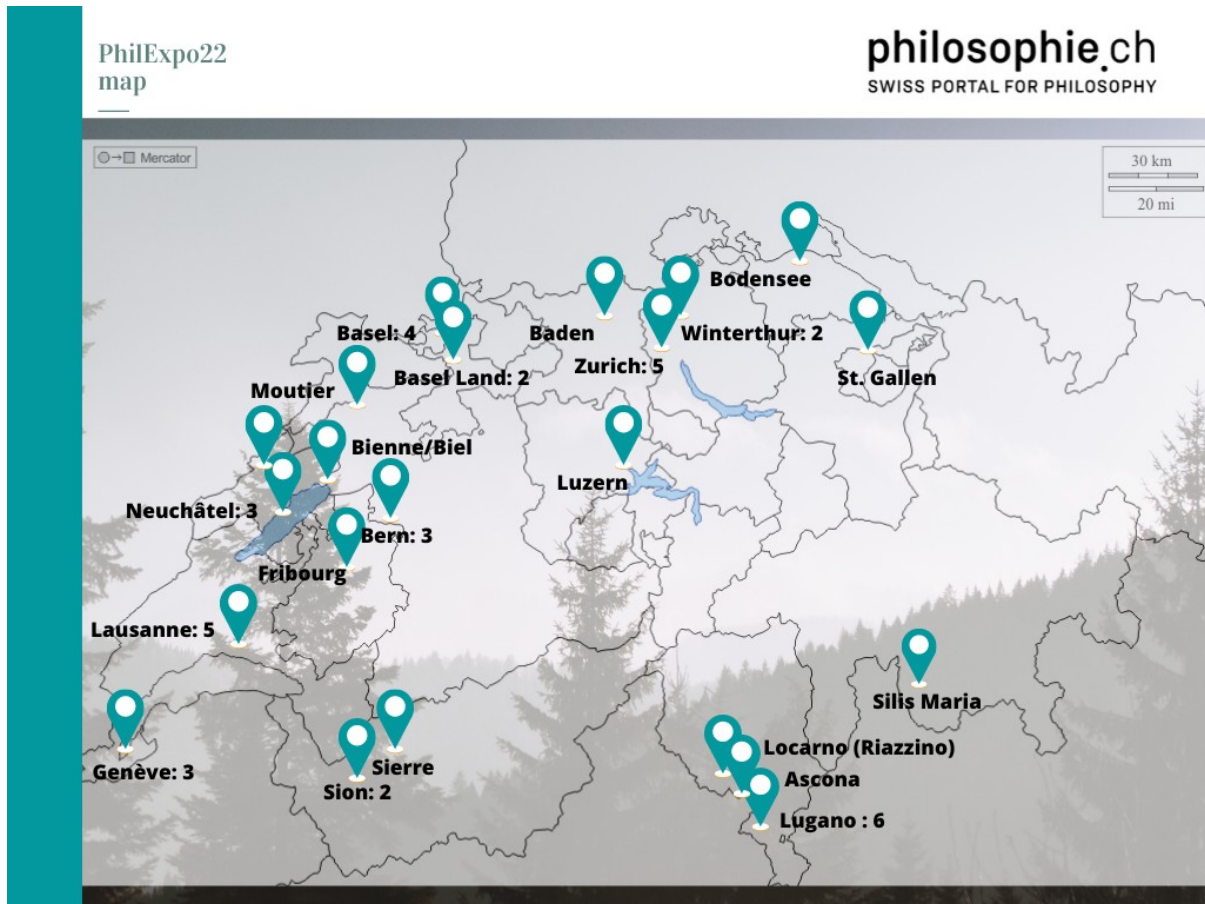 PhilExpo22
map
philosophie.ch
SWISS PORTAL FOR PHILOSOPHY
Mercator
30 km
20 mi
Bodensee
Basel: 4
Baden
Winterthur: 2
Zurich: 5
Basel Land: 2
St. Gallen
Moutier
Bienne/Biel
Luzern
Neuchâtel: 3
Bern: 3
Fribourg
Lausanne: 5
Silis Maria
Locarno (Riazzino)
Genève: 3
Sierre
Ascona
Sion: 2
Lugano : 6